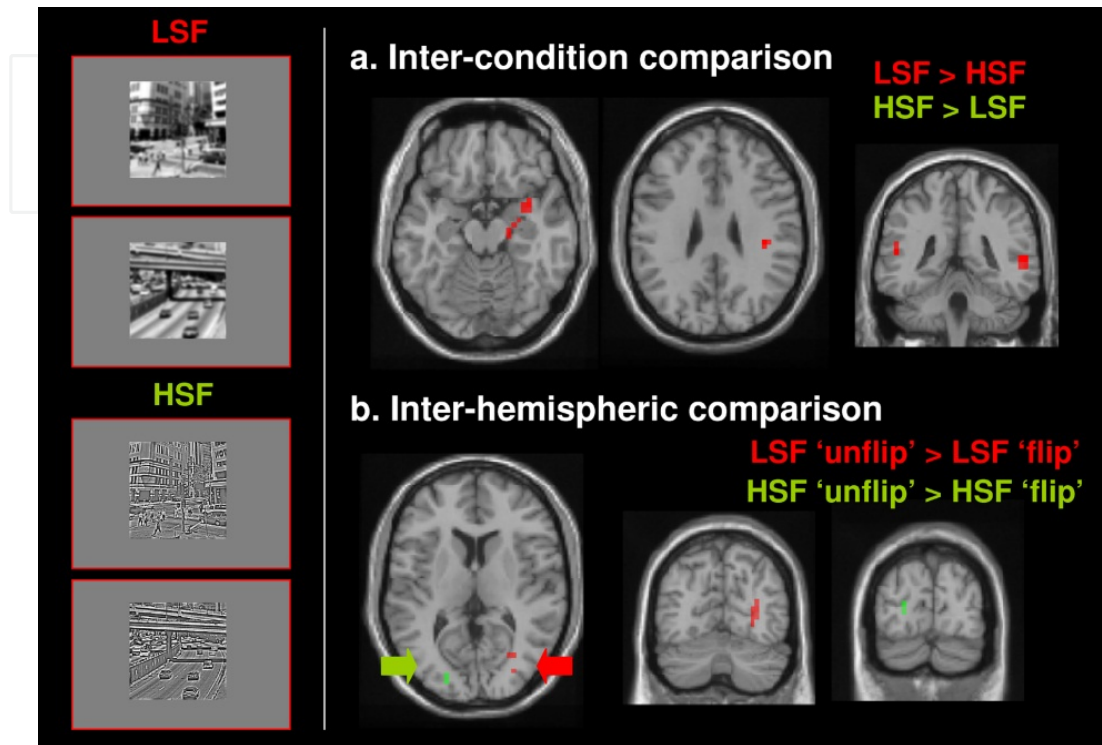 LSF
HSF
a. Inter-condition comparison
LSF > HSF
HSF > LSF
b. Inter-hemispheric comparison
LSF ‘unflip’ > LSF ‘flip’
HSF ‘unflip’ > HSF ‘flip’